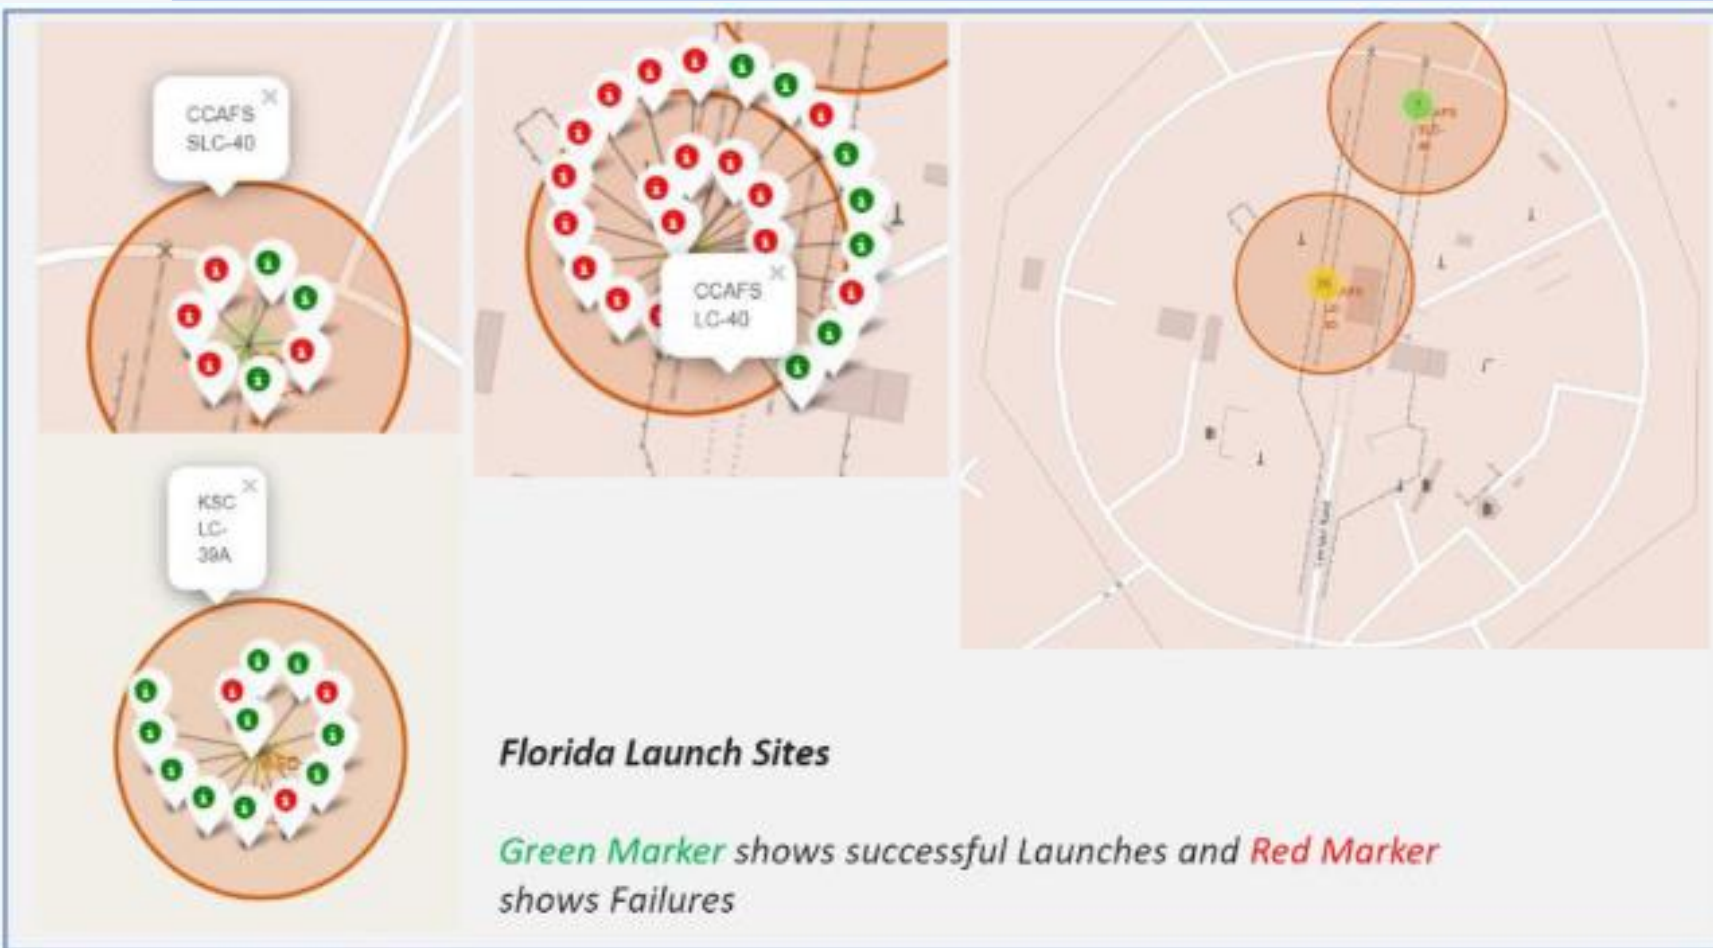 CCAFS
SLC-40
CCAFS
LC-40
7
KSC
LC-
39A
Florida Launch Sites
Green Marker shows successful Launches and Red Marker
shows Failures